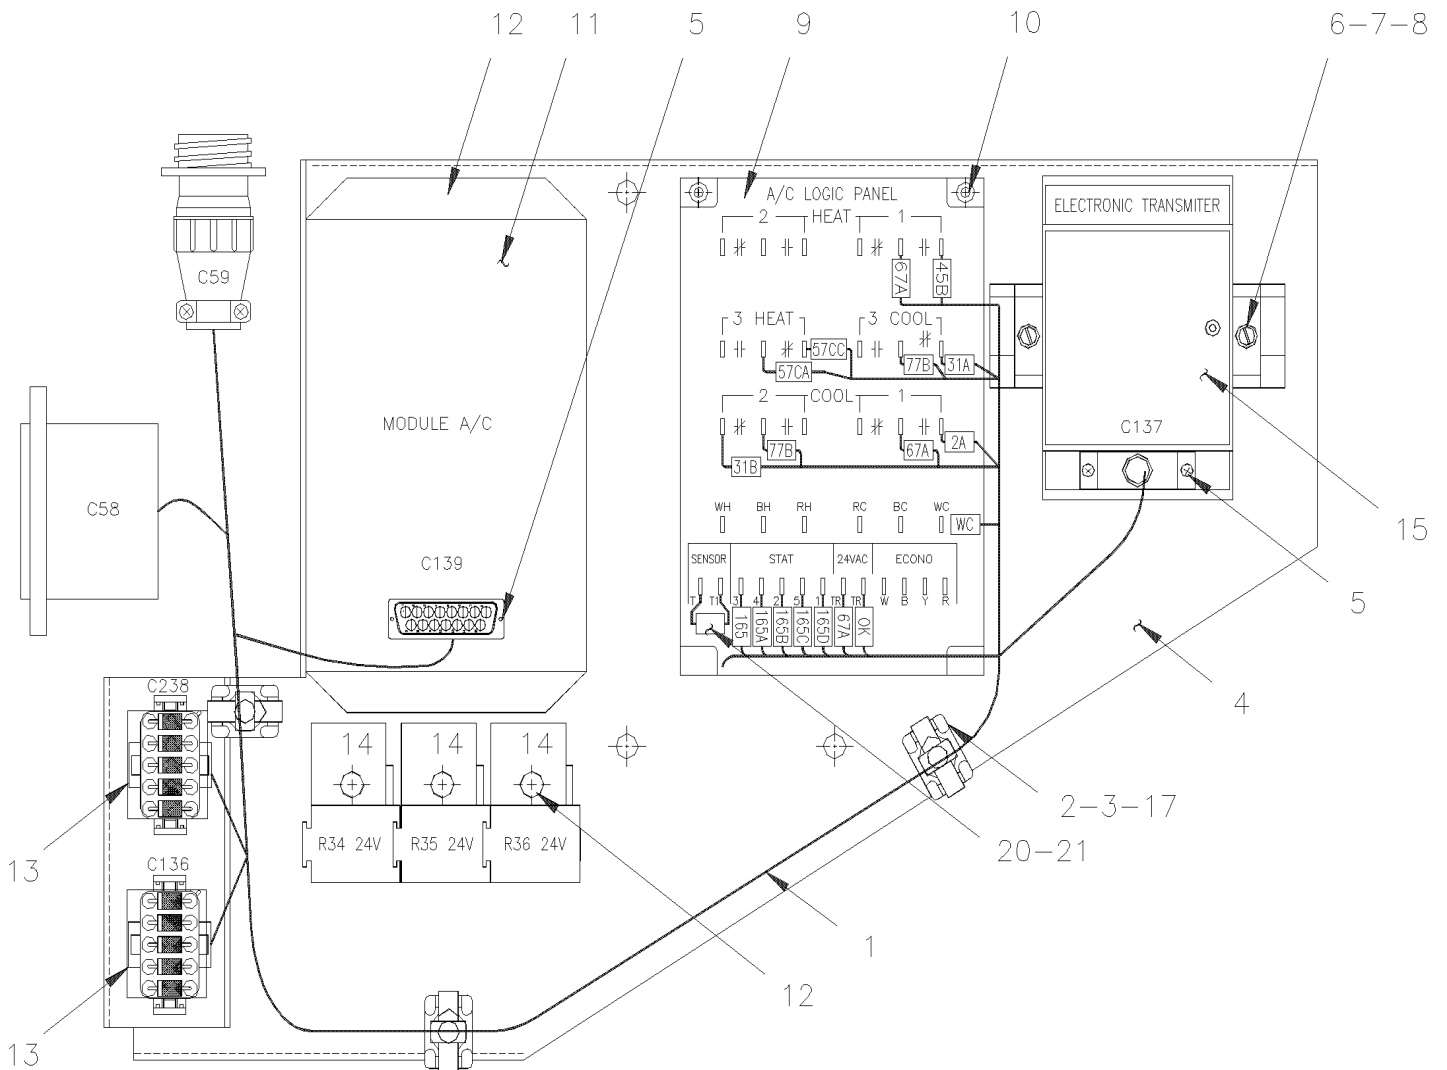 12 11 5 9 10 6-7-8
A/C LOGIC PANEL
ELECTRONIC TRANSMITER
2 HEAT 1
C59
67A 45B
3 HEAT 3 COOL
57CC
77B 31A
57CA
2 COOL 1
MODULE A/C
C137
2A
77B 67A
31B
C58
WH BH RH RC BC WC
WC
15
SENSOR STAT 24VAC ECONO
C139
T T1 3 4 2 5 1 TR TR W B Y R
5
165 165A 165B 165C 165D 67A OK
C238
4
14 14 14
2-3-17
R34 24V R35 24V R36 24V
20-21
13
C136
1
12
13